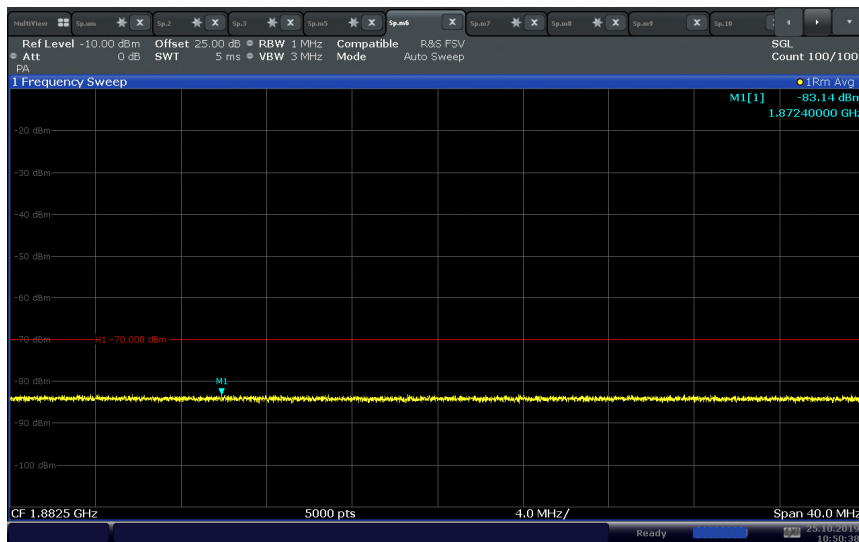 MultiView Sp.um X Sp.2 X Sp.3 X Sp.m5 X Sp.m6 X Sp.m7 X Sp.m8 X Sp.m9 X Sp.10
Ref Level -10.00 dBm Offset 25.00 dB RBW 1 MHz Compatible R&S FSV SGL
Att 0 dB SWT 5 ms VBW 3 MHz Mode Auto Sweep Count 100/100
PA
1 Frequency Sweep 1Rm Avg
M1[1] -83.14 dBm
1.87240000 GHz
-20 dBm
-30 dBm
-40 dBm
-50 dBm
-60 dBm
-70 dBm H1 -70.000 dBm
-80 dBm M1
-90 dBm
-100 dBm
CF 1.8825 GHz 5000 pts 4.0 MHz/ Span 40.0 MHz
Ready 25.10.2019
10:50:38